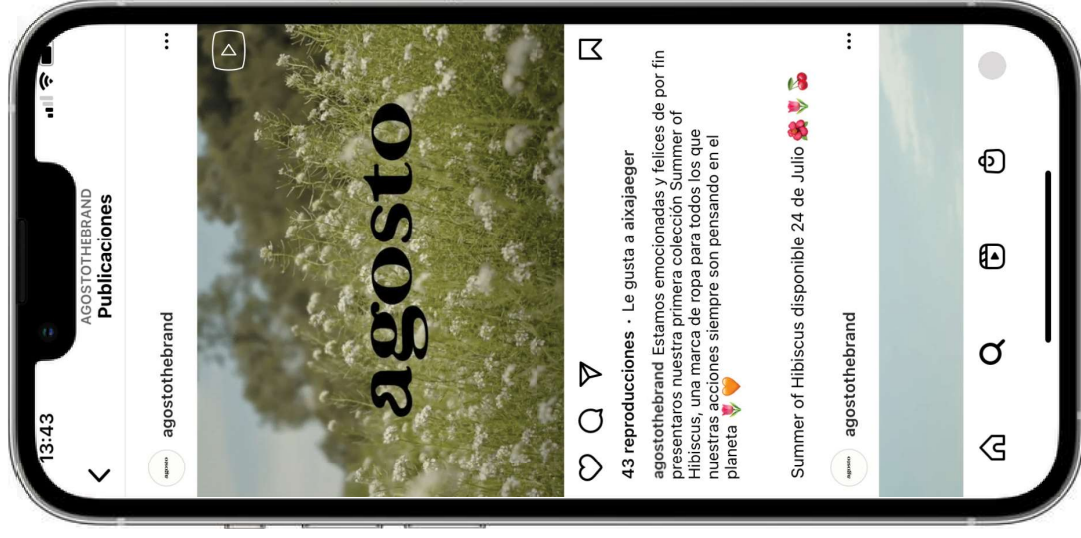 13:43
AGOSTOTHEBRAND
Publicaciones
agostothebrand
agosto
43 reproducciones · Le gusta a aixajaeger
agostothebrand Estamos emocionadas y felices de por fin
presentaros nuestra primera colección Summer of
Hibiscus, una marca de ropa para todos los que
nuestras acciones siempre son pensando en el
planeta 🌷🧡
Summer of Hibiscus disponible 24 de Julio 🌺🌷🍒
agosto
agostothebrand
agosto